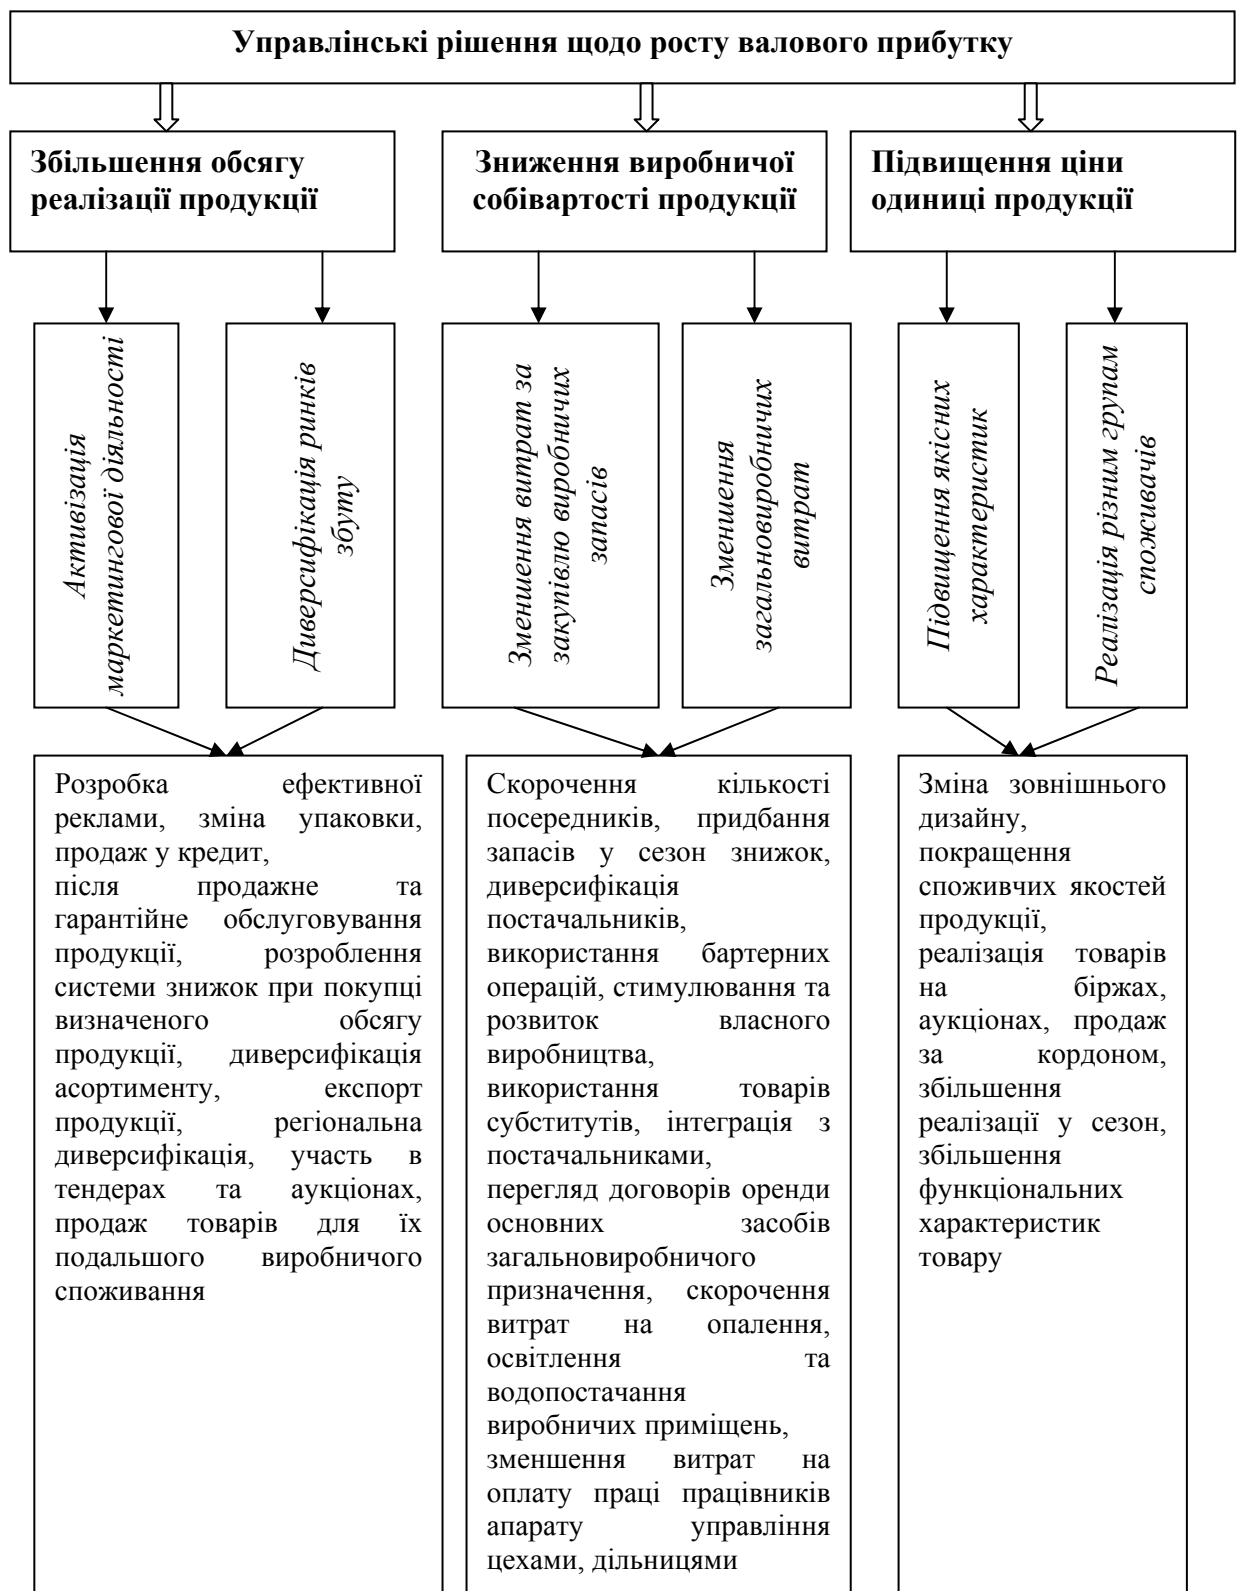 Управлінські рішення щодо росту валового прибутку
Збільшення обсягу
реалізації продукції
Зниження виробничої
собівартості продукції
Підвищення ціни
одиниці продукції
Активізація
маркетингової діяльності
Диверсифікація ринків
збуту
Зменшення витрат за
закупівлю виробничих
запасів
Зменшення
загальновиробничих
витрат
Підвищення якісних
характеристик
Реалізація різним групам
споживачів
Розробка ефективної
реклами, зміна упаковки,
продаж у кредит,
після продажне та
гарантійне обслуговування
продукції, розроблення
системи знижок при покупці
визначеного обсягу
продукції, диверсифікація
асортименту, експорт
продукції, регіональна
диверсифікація, участь в
тендерах та аукціонах,
продаж товарів для їх
подальшого виробничого
споживання
Скорочення кількості
посередників, придбання
запасів у сезон знижок,
диверсифікація
постачальників,
використання бартерних
операцій, стимулювання та
розвиток власного
виробництва,
використання товарів
субститутів, інтеграція з
постачальниками,
перегляд договорів оренди
основних засобів
загальновиробничого
призначення, скорочення
витрат на опалення,
освітлення та
водопостачання
виробничих приміщень,
зменшення витрат на
оплату праці працівників
апарату управління
цехами, дільницями
Зміна зовнішнього
дизайну,
покращення
споживчих якостей
продукції,
реалізація товарів
на біржах,
аукціонах, продаж
за кордоном,
збільшення
реалізації у сезон,
збільшення
функціональних
характеристик
товару